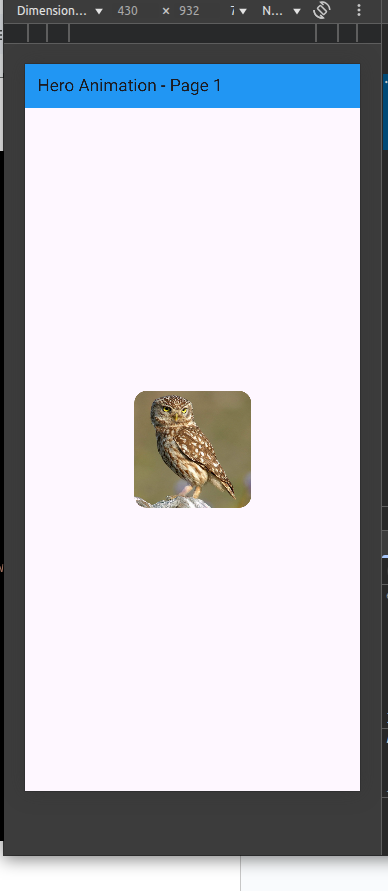 Dimension... 430 × 932 N...
Hero Animation - Page 1